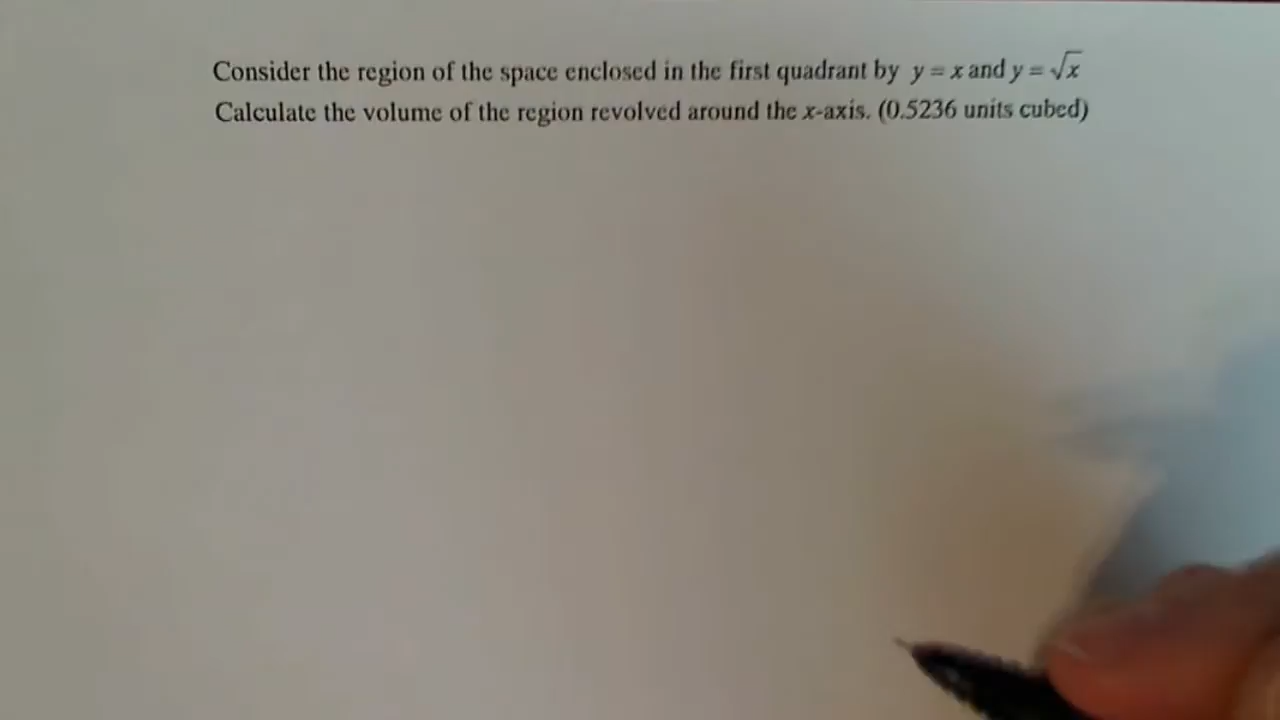 Consider the region of the space enclosed in the first quadrant by y = x and y = √x
Calculate the volume of the region revolved around the x-axis. (0.5236 units cubed)